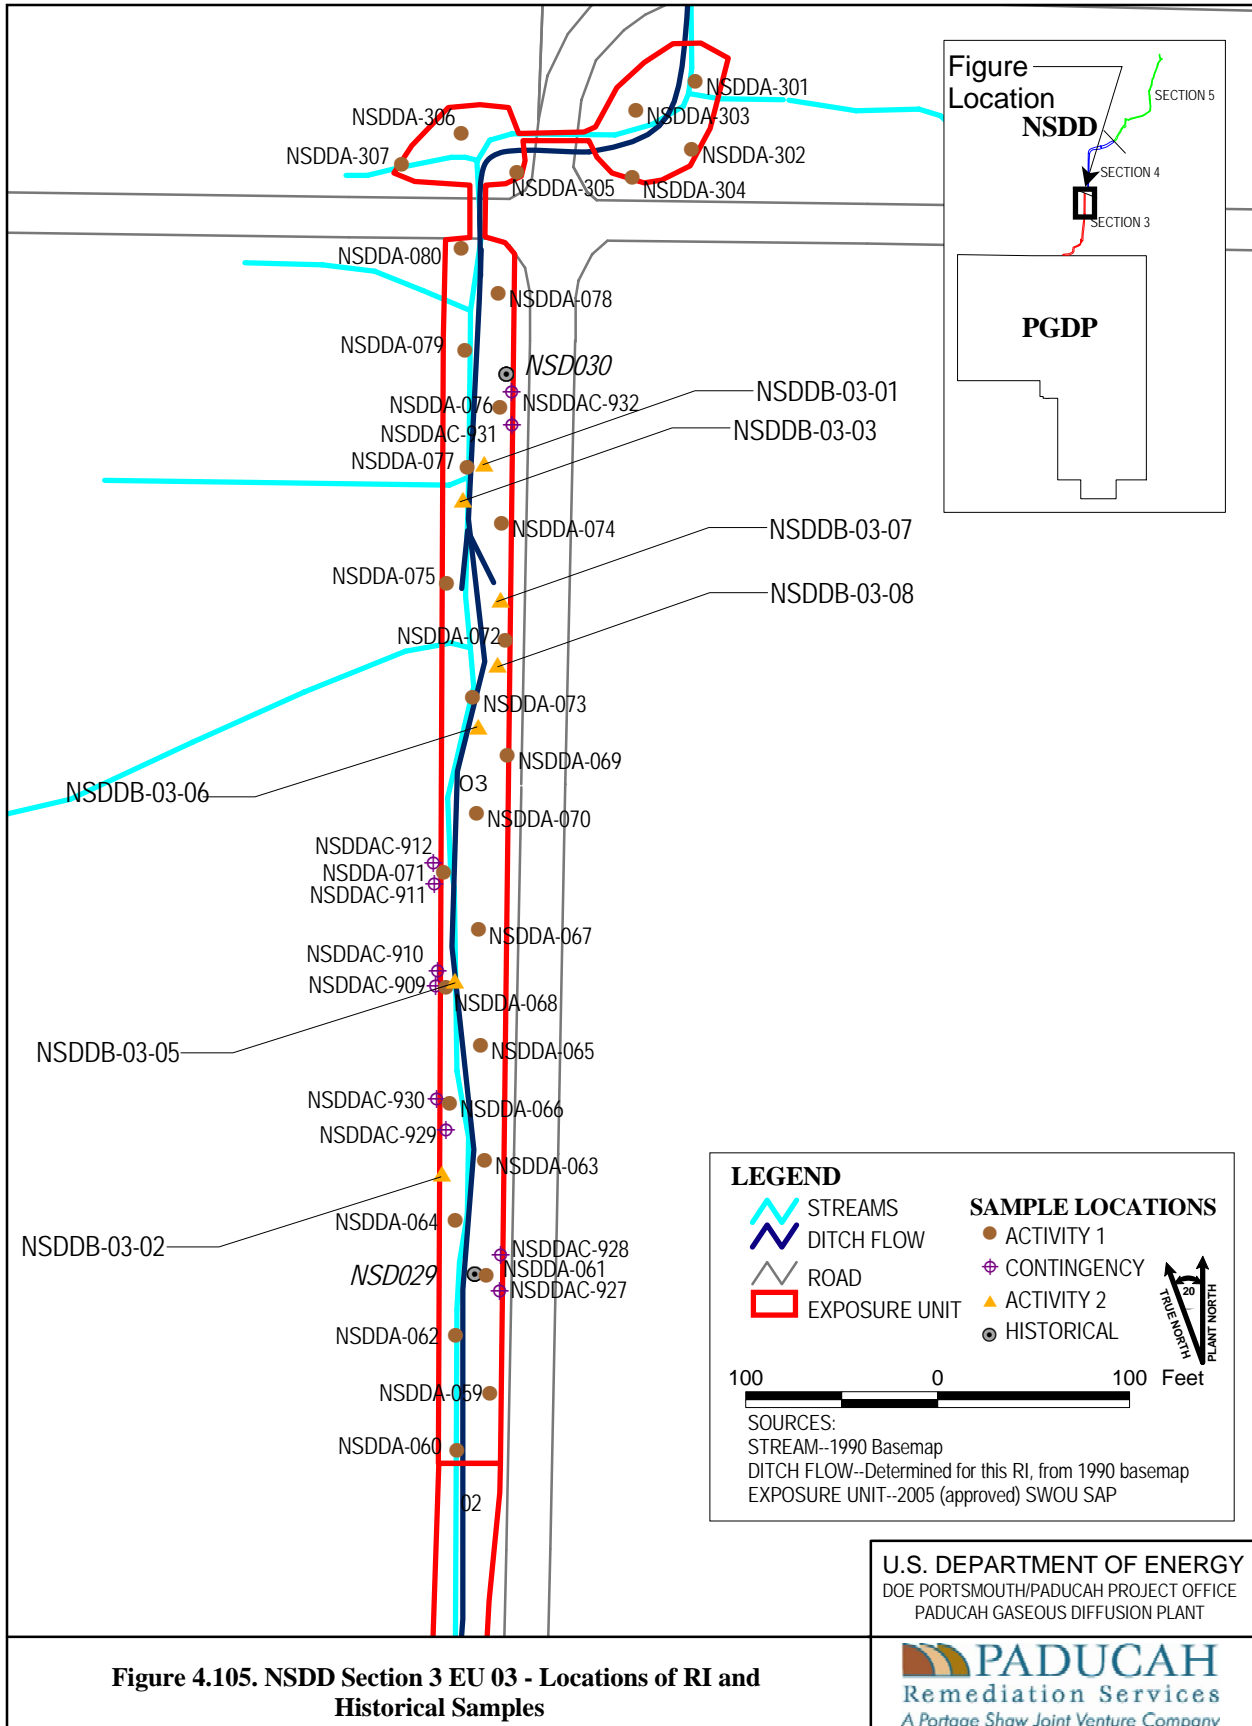 NSDDA-301
NSDDA-303
NSDDA-306
NSDDA-302
NSDDA-307
NSDDA-305
NSDDA-304
NSDDA-080
NSDDA-078
NSDDA-079
NSD030
NSDDA-076
NSDDAC-932
NSDDAC-931
NSDDB-03-01
NSDDB-03-03
NSDDA-077
NSDDA-074
NSDDB-03-07
NSDDA-075
NSDDB-03-08
NSDDA-072
NSDDA-073
NSDDA-069
NSDDB-03-06
O3
NSDDA-070
NSDDAC-912
NSDDA-071
NSDDAC-911
NSDDA-067
NSDDAC-910
NSDDAC-909
NSDDA-068
NSDDB-03-05
NSDDA-065
NSDDAC-930
NSDDA-066
NSDDAC-929
NSDDA-063
NSDDA-064
NSDDB-03-02
NSDDAC-928
NSD029
NSDDA-061
NSDDAC-927
NSDDA-062
NSDDA-059
NSDDA-060
02
Figure
Location
NSDD
SECTION 5
SECTION 4
SECTION 3
PGDP
LEGEND
STREAMS
DITCH FLOW
ROAD
EXPOSURE UNIT
SAMPLE LOCATIONS
ACTIVITY 1
CONTINGENCY
ACTIVITY 2
HISTORICAL
20
TRUE NORTH
PLANT NORTH
100 0 100 Feet
SOURCES:
STREAM--1990 Basemap
DITCH FLOW--Determined for this RI, from 1990 basemap
EXPOSURE UNIT--2005 (approved) SWOU SAP
U.S. DEPARTMENT OF ENERGY
DOE PORTSMOUTH/PADUCAH PROJECT OFFICE
PADUCAH GASEOUS DIFFUSION PLANT
Figure 4.105. NSDD Section 3 EU 03 - Locations of RI and
Historical Samples
PADUCAH
Remediation Services
A Portage Shaw Joint Venture Company